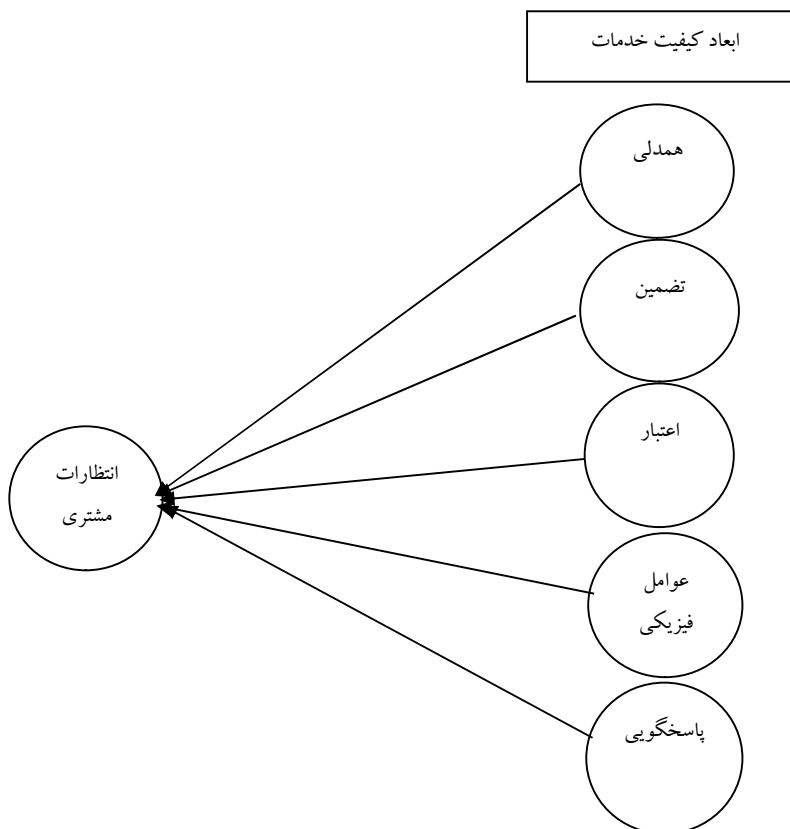 ابعاد کیفیت خدمات
همدلی
تضمین
اعتبار
انتظارات
مشتری
عوامل
فیزیکی
پاسخگویی